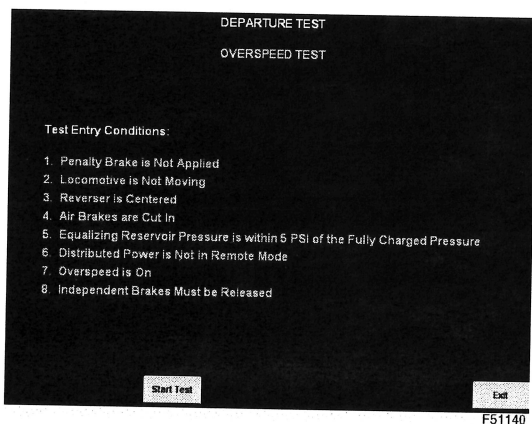 DEPARTURE TEST
OVERSPEED TEST
Test Entry Conditions:
1. Penalty Brake is Not Applied
2. Locomotive is Not Moving
3. Reverser is Centered
4. Air Brakes are Cut In
5. Equalizing Reservoir Pressure is within 5 PSI of the Fully Charged Pressure
6. Distributed Power is Not in Remote Mode
7. Overspeed is On
8. Independent Brakes Must be Released
Start Test
Exit
F51140